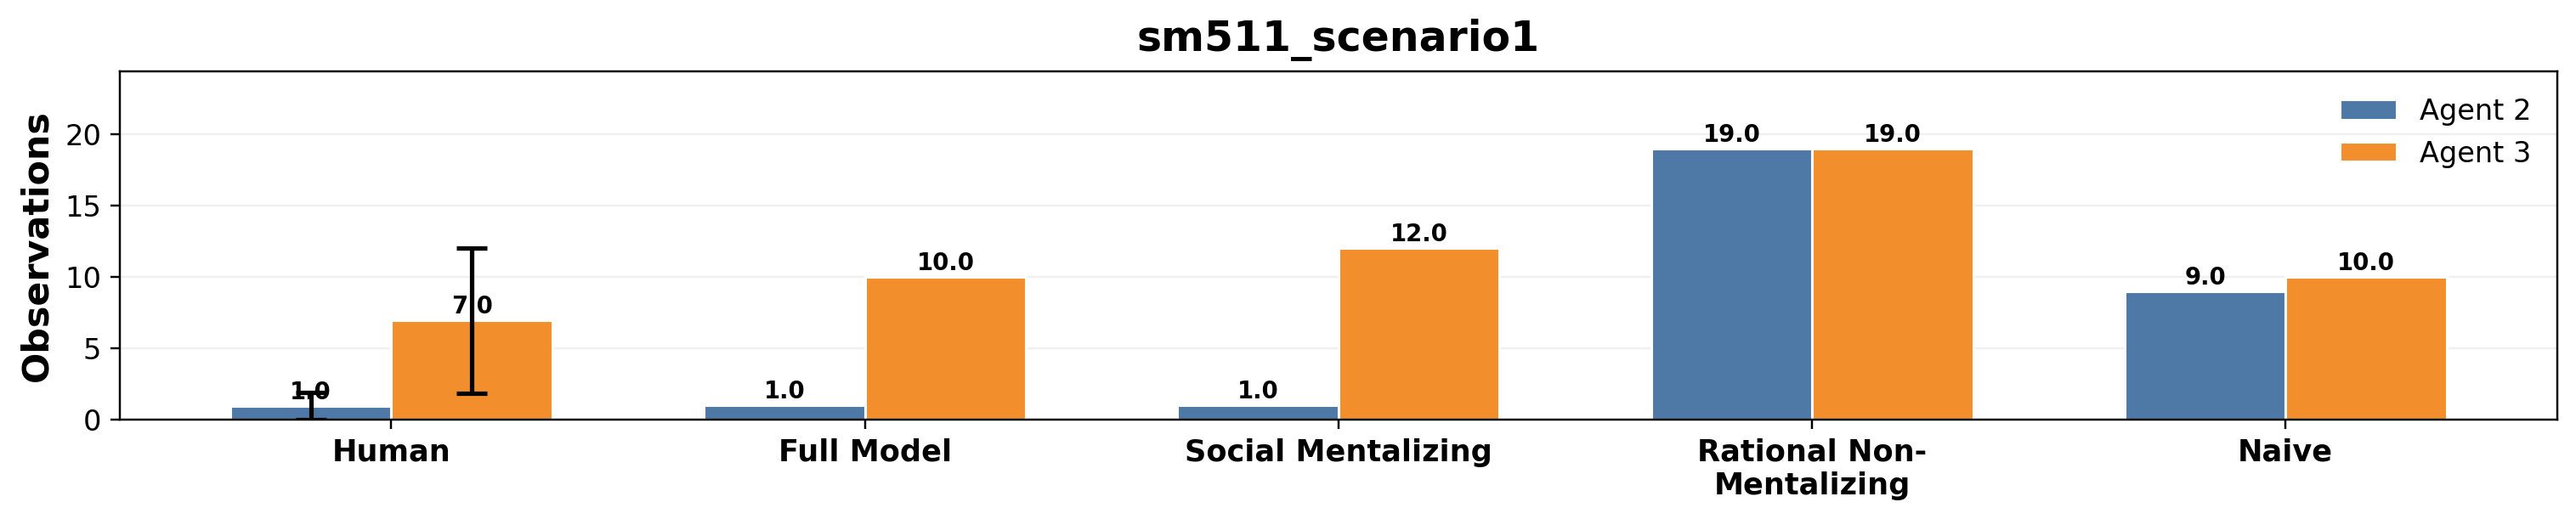 sm511_scenario1
Observations
20
15
10
5
0
Agent 2
Agent 3
1.0
7.0
1.0
10.0
1.0
12.0
19.0
19.0
9.0
10.0
Human
Full Model
Social Mentalizing
Rational Non-
Mentalizing
Naive